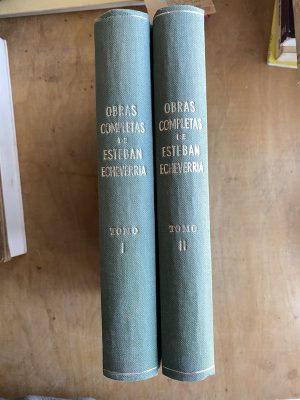 OBRAS
COMPLETAS
DE
ESTEBAN
ECHEVERRIA
TOMO
I
OBRAS
COMPLETAS
DE
ESTEBAN
ECHEVERRIA
TOMO
II